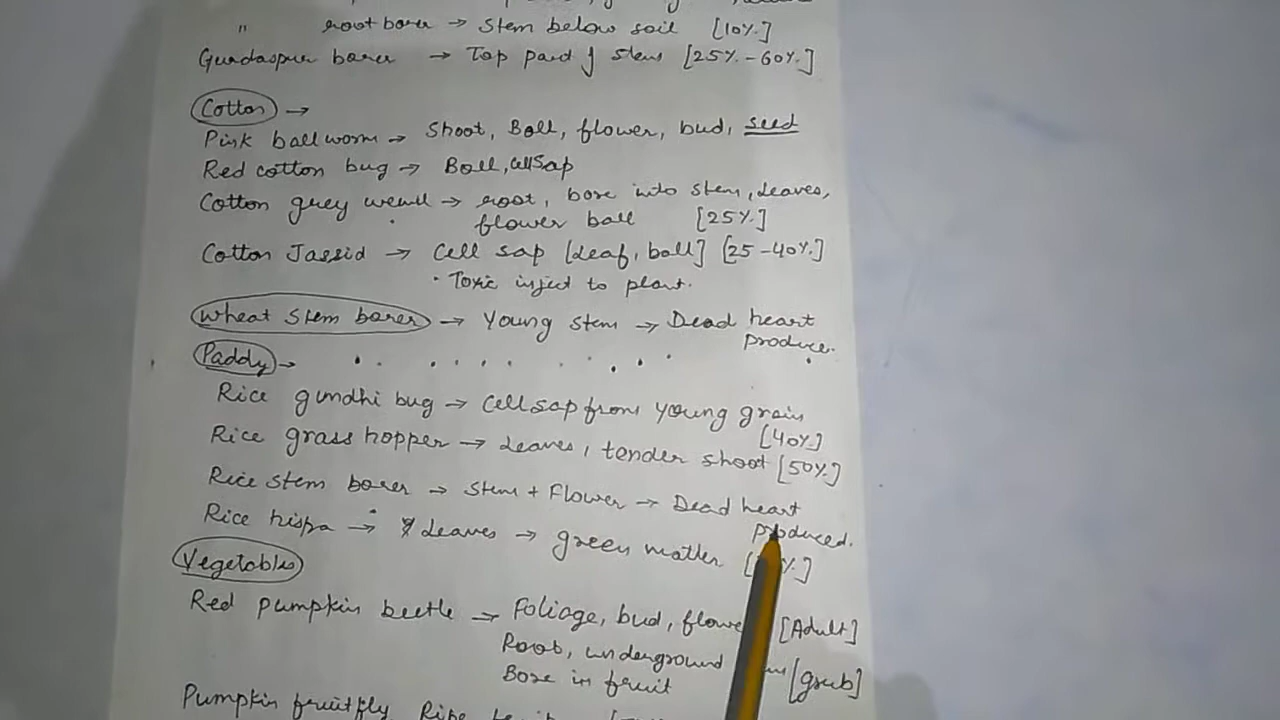 " root borer → Stem below soil [10%]
Gurdaspur borer → Top part of stem [25% - 60%]
Cotton →
Pink ballworm → Shoot, Boll, flower, bud, seed
Red cotton bug → Boll, cell sap
Cotton grey weevil → root, bore into stem, leaves,
flower ball [25%]
Cotton Jassid → Cell sap [leaf, ball] [25 - 40%]
• Toxic inject to plant.
Wheat stem borer → Young stem → Dead heart
produce.
Paddy →
Rice gundhi bug → Cell sap from young grain
[40%]
Rice grass hopper → Leaves, tender shoot [50%]
Rice stem borer → Stem + Flower → Dead heart
produced.
Rice hispa → Leaves → green matter
Vegetables
Red pumpkin beetle → Foliage, bud, flower [Adult]
Root, underground [grub]
Bore in fruit
Pumpkin fruitfly